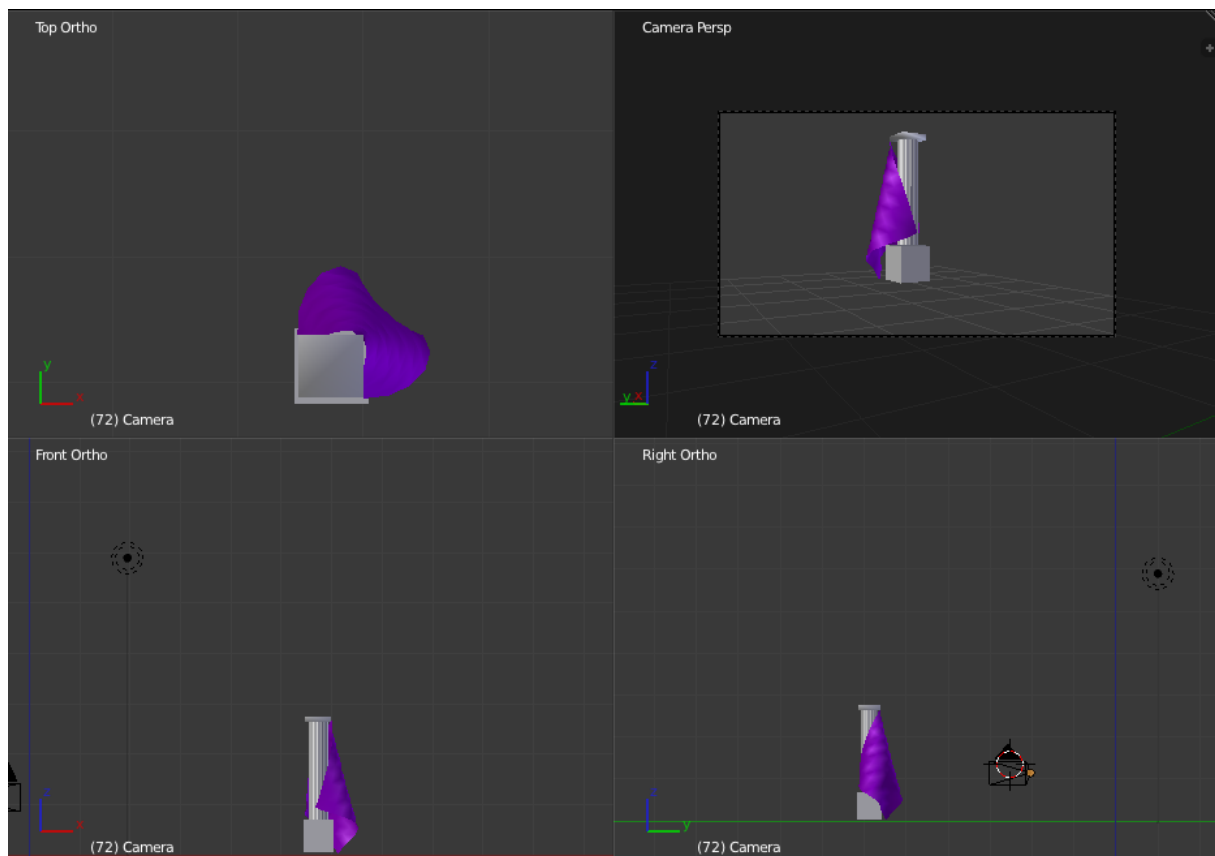 Top Ortho
y
x
(72) Camera
Camera Persp
z
y x
(72) Camera
Front Ortho
z
x
(72) Camera
Right Ortho
z
y
(72) Camera